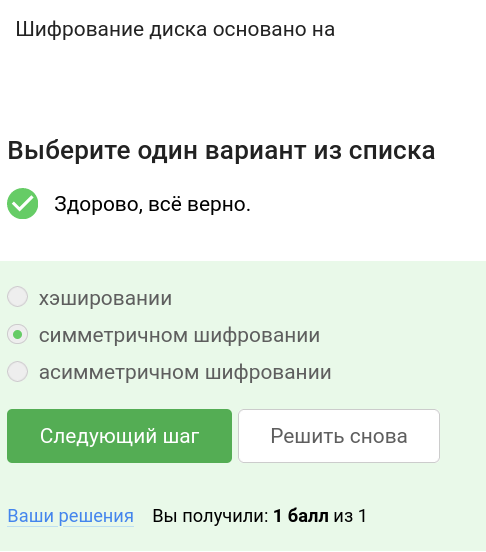 Шифрование диска основано на
Выберите один вариант из списка
Здорово, всё верно.
хэшировании
симметричном шифровании
асимметричном шифровании
Следующий шаг Решить снова
Ваши решения Вы получили: 1 балл из 1